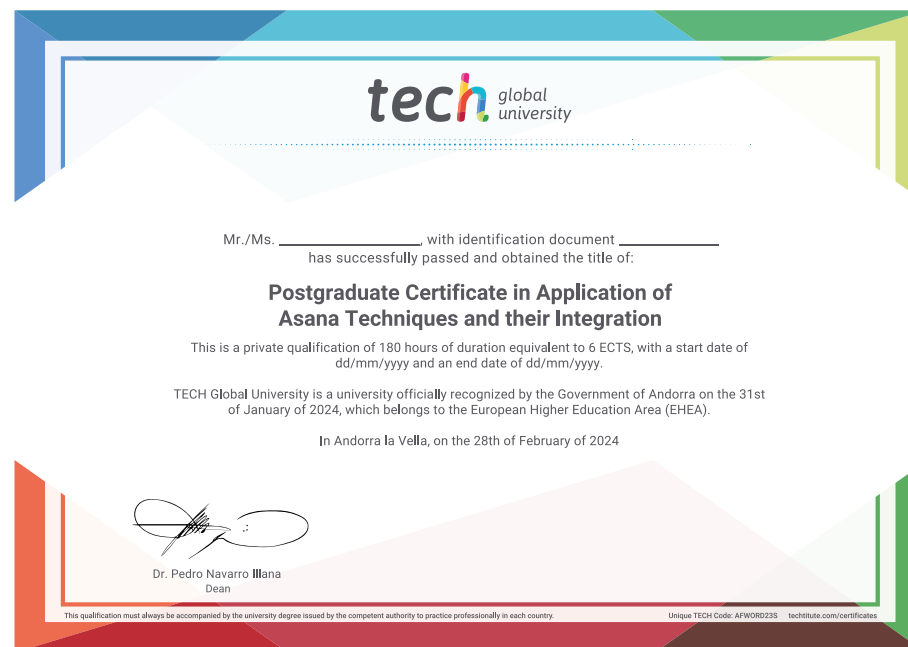 tech global
university
Mr./Ms. ____________________, with identification document ______________
has successfully passed and obtained the title of:
Postgraduate Certificate in Application of
Asana Techniques and their Integration
This is a private qualification of 180 hours of duration equivalent to 6 ECTS, with a start date of
dd/mm/yyyy and an end date of dd/mm/yyyy.
TECH Global University is a university officially recognized by the Government of Andorra on the 31st
of January of 2024, which belongs to the European Higher Education Area (EHEA).
In Andorra la Vella, on the 28th of February of 2024
Dr. Pedro Navarro Illana
Dean
This qualification must always be accompanied by the university degree issued by the competent authority to practice professionally in each country. Unique TECH Code: AFWORD23S techtitute.com/certificates